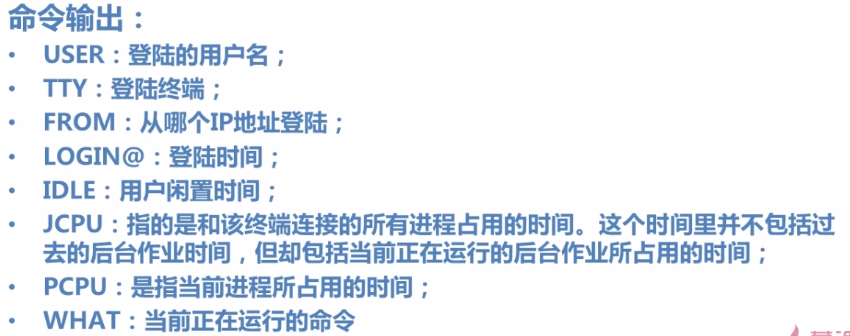 命令输出：
• USER：登陆的用户名；
• TTY：登陆终端；
• FROM：从哪个IP地址登陆；
• LOGIN@：登陆时间；
• IDLE：用户闲置时间；
• JCPU：指的是和该终端连接的所有进程占用的时间。这个时间里并不包括过
去的后台作业时间，但却包括当前正在运行的后台作业所占用的时间；
• PCPU：是指当前进程所占用的时间；
• WHAT：当前正在运行的命令